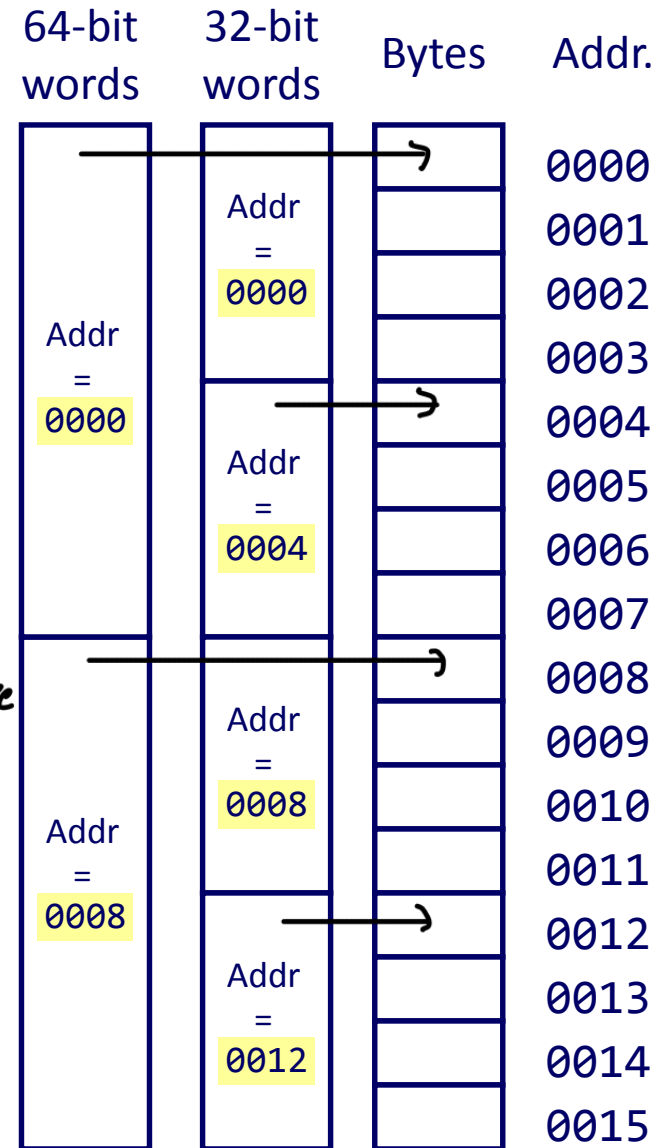 64-bit words
32-bit words
Bytes
Addr.
Addr
=
0000
Addr
=
0008
Addr
=
0000
Addr
=
0004
Addr
=
0008
Addr
=
0012
0000
0001
0002
0003
0004
0005
0006
0007
0008
0009
0010
0011
0012
0013
0014
0015